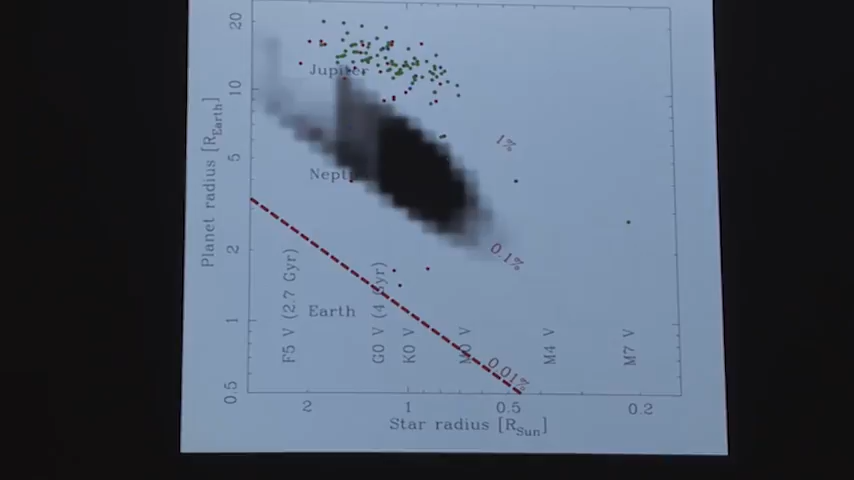 20
10
5
2
1
0.5
Planet radius [R_Earth]
Jupiter
Nept
Earth
1%
0.1%
0.01%
F5 V (2.7 Gyr)
G0 V (4 Gyr)
K0 V
M0 V
M4 V
M7 V
2
1
0.5
0.2
Star radius [R_Sun]